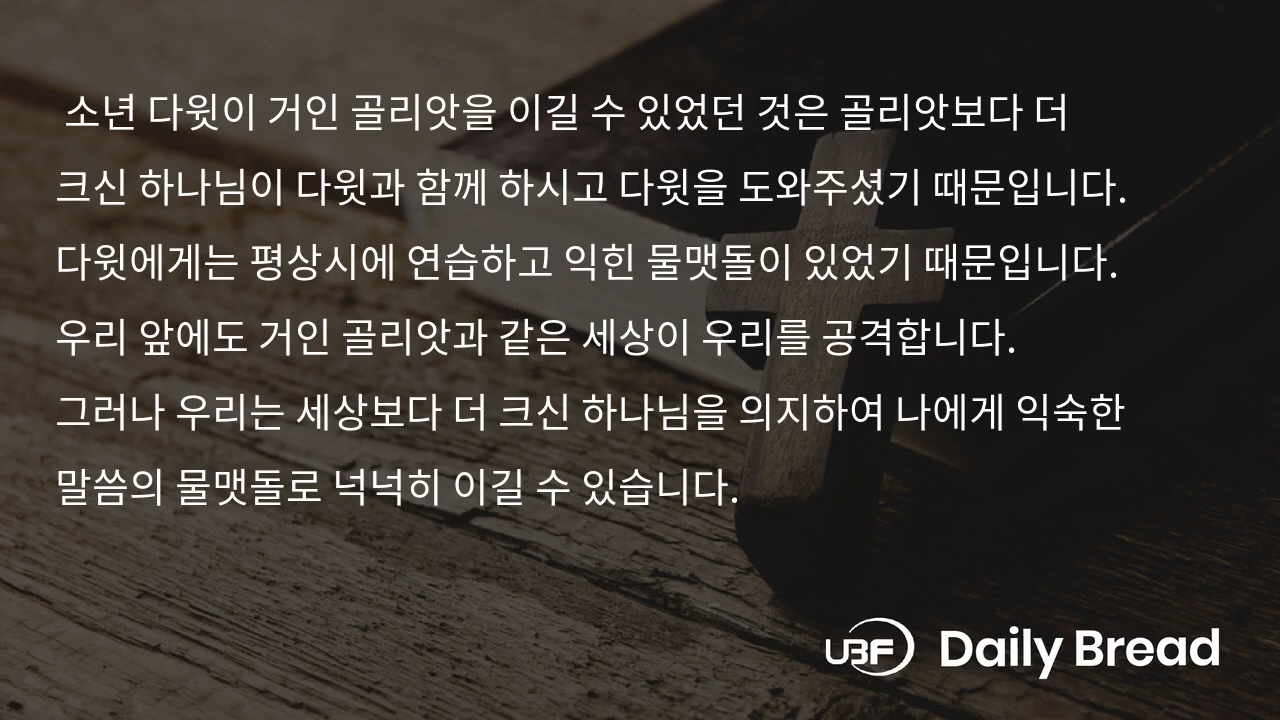 소년 다윗이 거인 골리앗을 이길 수 있었던 것은 골리앗보다 더
크신 하나님이 다윗과 함께 하시고 다윗을 도와주셨기 때문입니다.
다윗에게는 평상시에 연습하고 익힌 물맷돌이 있었기 때문입니다.
우리 앞에도 거인 골리앗과 같은 세상이 우리를 공격합니다.
그러나 우리는 세상보다 더 크신 하나님을 의지하여 나에게 익숙한
말씀의 물맷돌로 넉넉히 이길 수 있습니다.
UBF Daily Bread